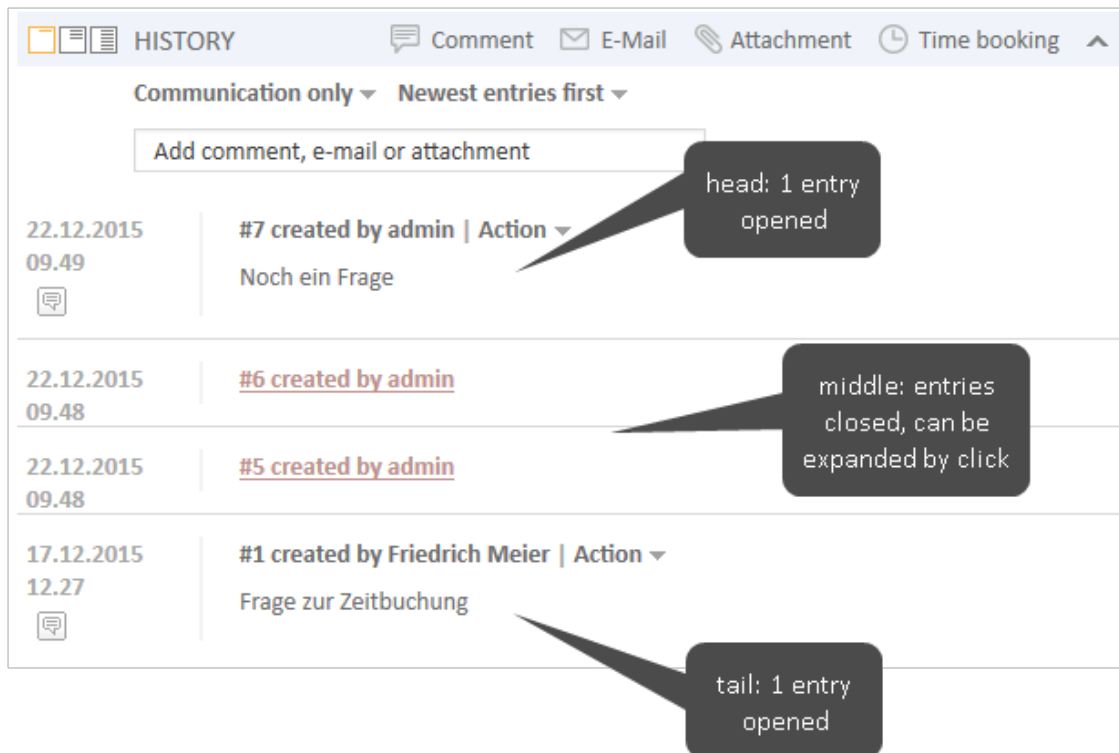 HISTORY Comment E-Mail Attachment Time booking
Communication only Newest entries first
Add comment, e-mail or attachment
head: 1 entry
opened
22.12.2015
09.49
#7 created by admin | Action
Noch ein Frage
22.12.2015
09.48
#6 created by admin
middle: entries
closed, can be
expanded by click
22.12.2015
09.48
#5 created by admin
17.12.2015
12.27
#1 created by Friedrich Meier | Action
Frage zur Zeitbuchung
tail: 1 entry
opened